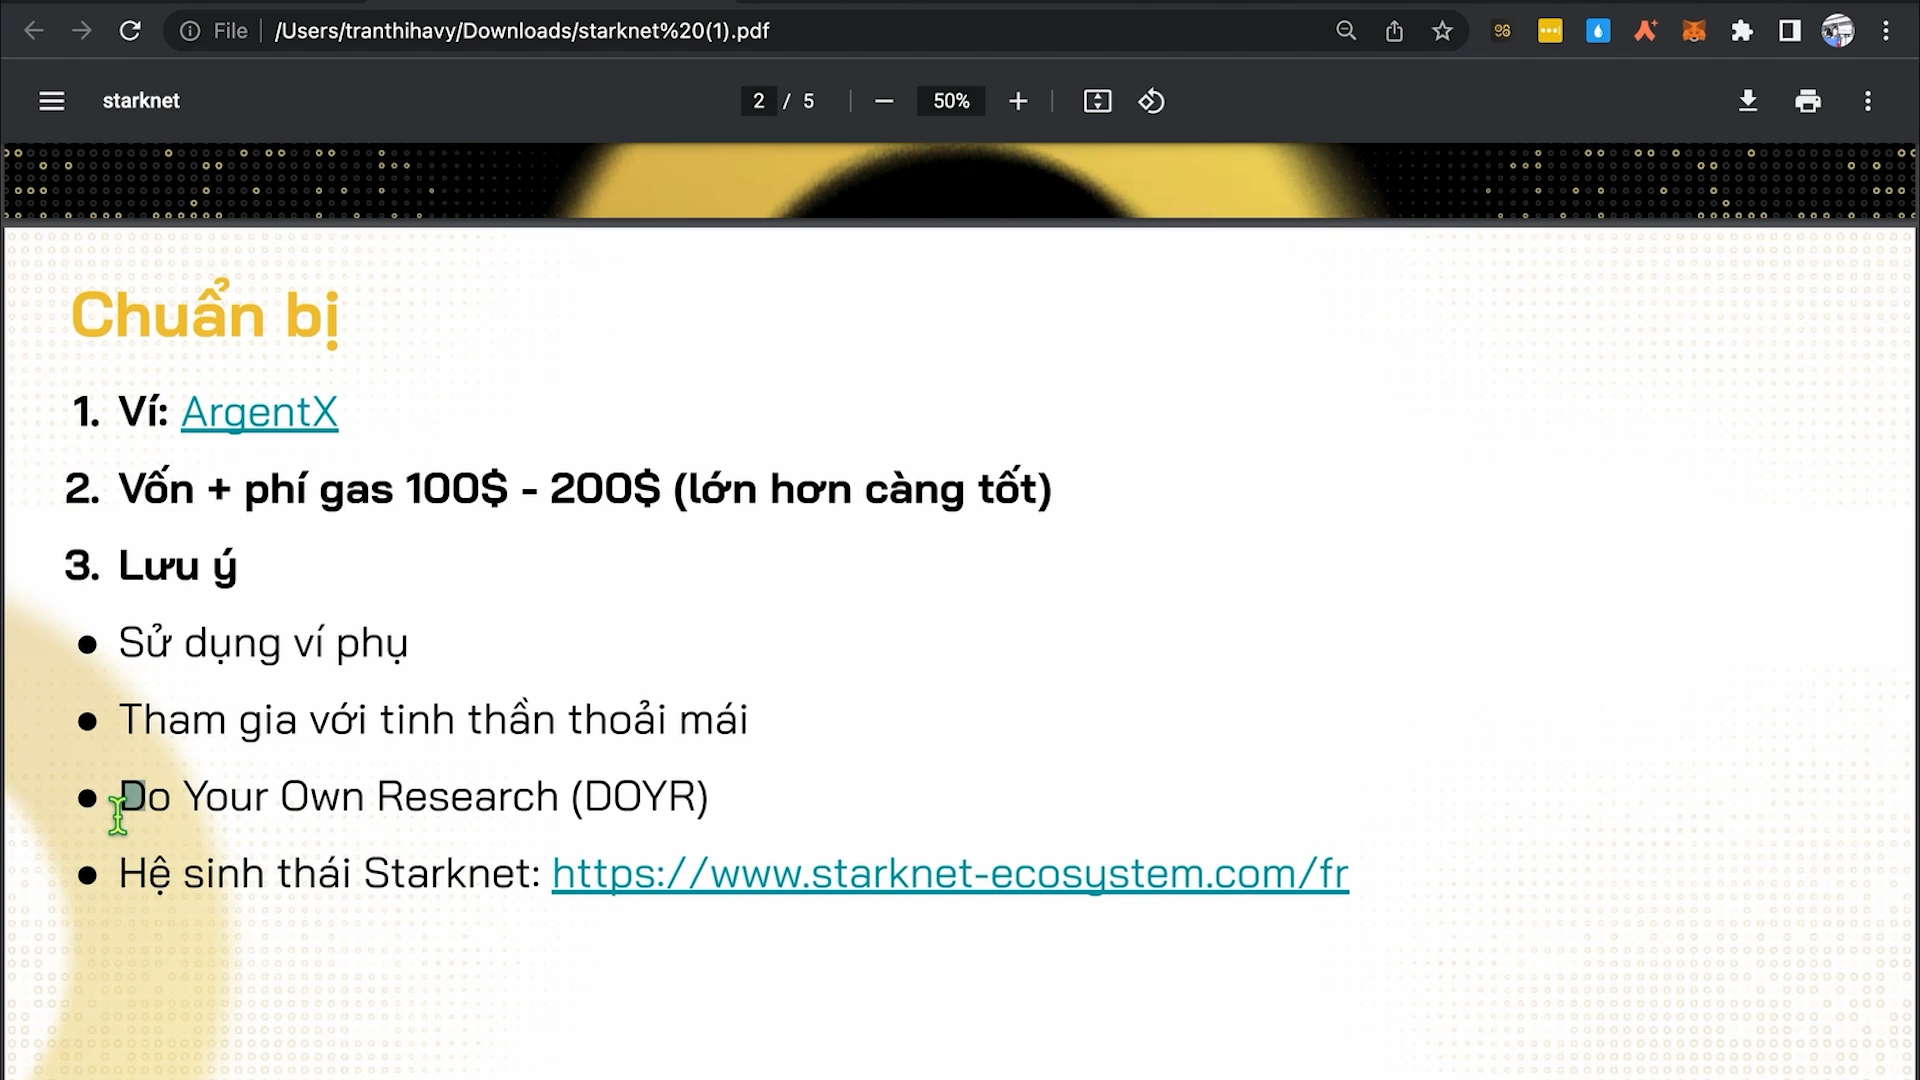 File /Users/tranthihavy/Downloads/starknet%20(1).pdf
98
starknet 2 / 5 50%
Chuẩn bị
1. Ví: ArgentX
2. Vốn + phí gas 100$ - 200$ (lớn hơn càng tốt)
3. Lưu ý
● Sử dụng ví phụ
● Tham gia với tinh thần thoải mái
● Do Your Own Research (DOYR)
● Hệ sinh thái Starknet: https://www.starknet-ecosystem.com/fr